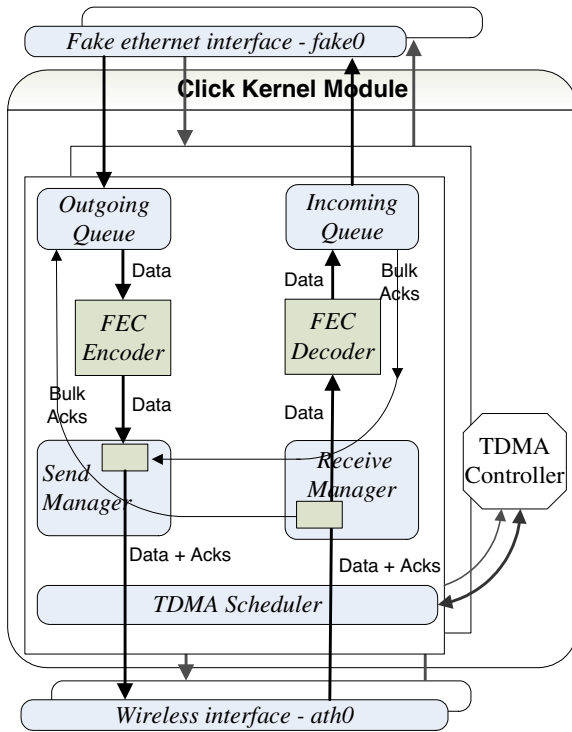 Fake ethernet interface - fake0
Click Kernel Module
Outgoing
Queue
Incoming
Queue
Data
Data
Bulk
Acks
FEC
Encoder
FEC
Decoder
Bulk
Acks
Data
Data
Send
Manager
Receive
Manager
TDMA
Controller
Data + Acks
Data + Acks
TDMA Scheduler
Wireless interface - ath0